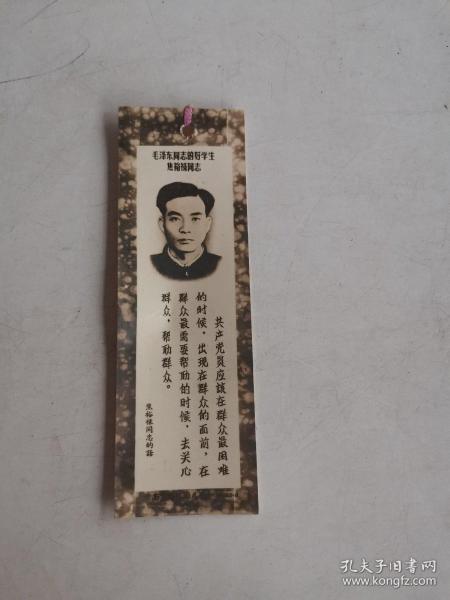 毛泽东同志的好学生
焦裕禄同志
共产党员应该在群众最困难
的时候，出现在群众的面前，在
群众最需要帮助的时候，去关心
群众，帮助群众。
焦裕禄同志的话
孔夫子旧书网
www.kongfz.com